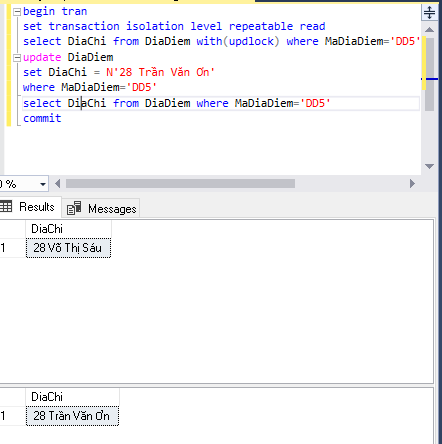 begin tran
set transaction isolation level repeatable read
select DiaChi from DiaDiem with(updlock) where MaDiaDiem='DD5'
update DiaDiem
set DiaChi = N'28 Trần Văn Ơn'
where MaDiaDiem='DD5'
select DiaChi from DiaDiem where MaDiaDiem='DD5'
commit
0 %
Results
Messages
DiaChi
1
28 Võ Thị Sáu
DiaChi
1
28 Trần Văn Ơn